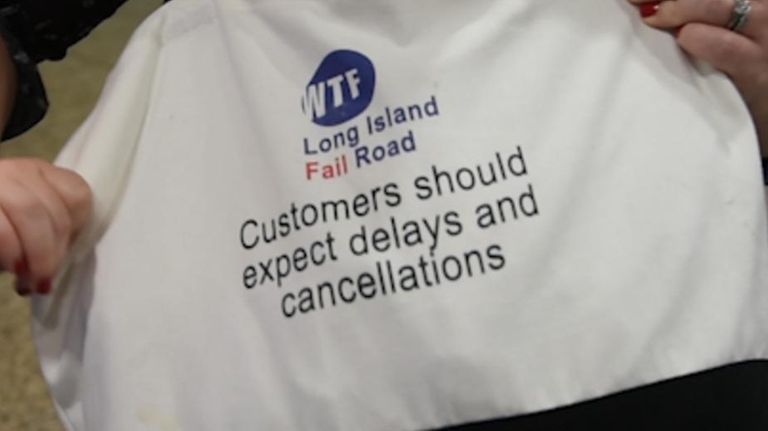 WTF
Long Island
Fail Road
Customers should
expect delays and
cancellations